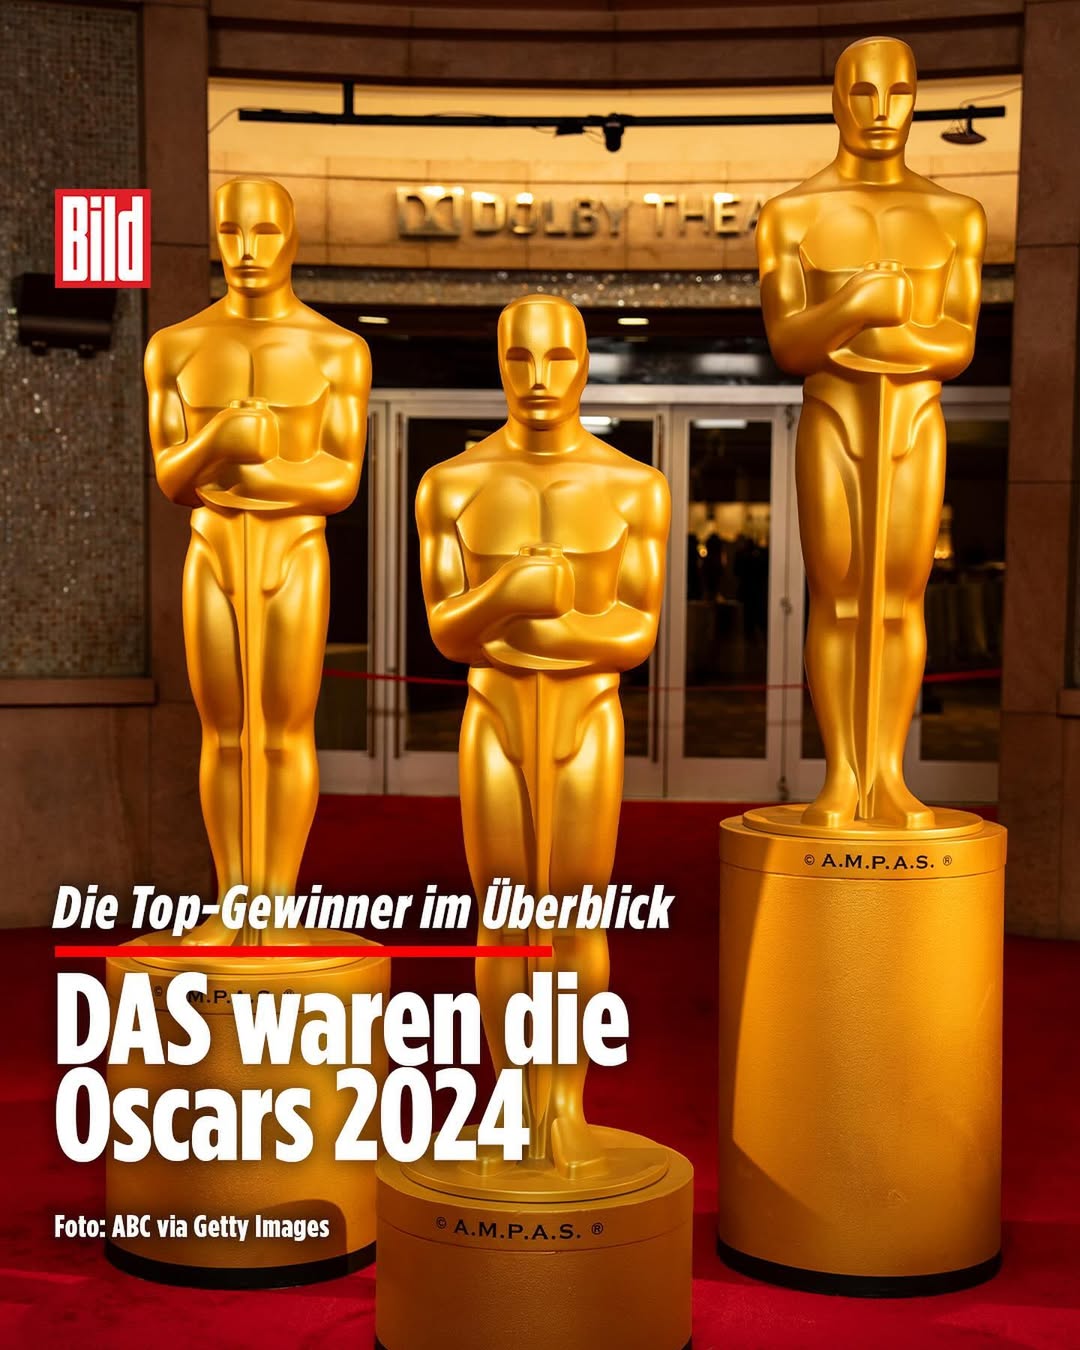 DOLBY THEA
Bild
© A.M.P.A.S. ®
Die Top-Gewinner im Überblick
© M.P.A.S. ®
DAS waren die
Oscars 2024
Foto: ABC via Getty Images
© A.M.P.A.S. ®